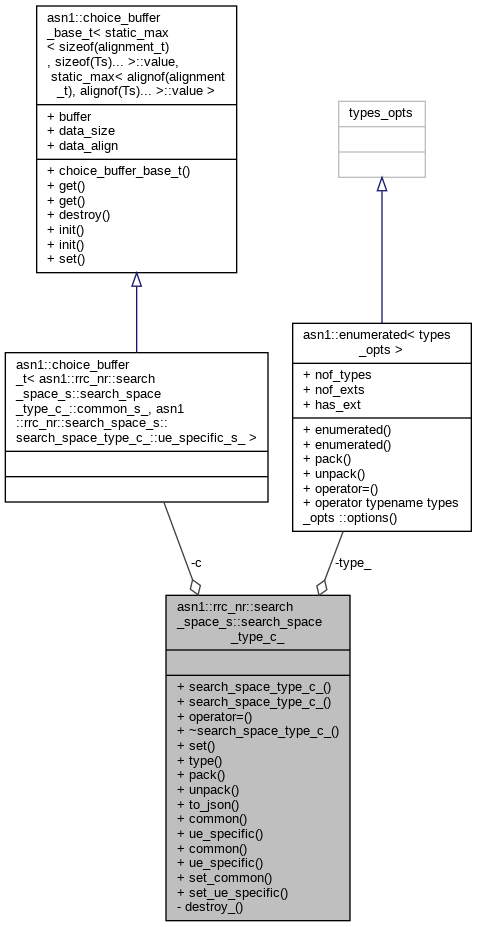 asn1::choice_buffer
_base_t< static_max
< sizeof(alignment_t)
, sizeof(Ts)... >::value,
static_max< alignof(alignment
_t), alignof(Ts)... >::value >
+ buffer
+ data_size
+ data_align
+ choice_buffer_base_t()
+ get()
+ get()
+ destroy()
+ init()
+ init()
+ set()
types_opts
asn1::choice_buffer
_t< asn1::rrc_nr::search
_space_s::search_space
_type_c_::common_s_, asn1
::rrc_nr::search_space_s::
search_space_type_c_::ue_specific_s_ >
asn1::enumerated< types
_opts >
+ nof_types
+ nof_exts
+ has_ext
+ enumerated()
+ enumerated()
+ pack()
+ unpack()
+ operator=()
+ operator typename types
_opts ::options()
-c
-type_
asn1::rrc_nr::search
_space_s::search_space
_type_c_
+ search_space_type_c_()
+ search_space_type_c_()
+ operator=()
+ ~search_space_type_c_()
+ set()
+ type()
+ pack()
+ unpack()
+ to_json()
+ common()
+ ue_specific()
+ common()
+ ue_specific()
+ set_common()
+ set_ue_specific()
- destroy_()